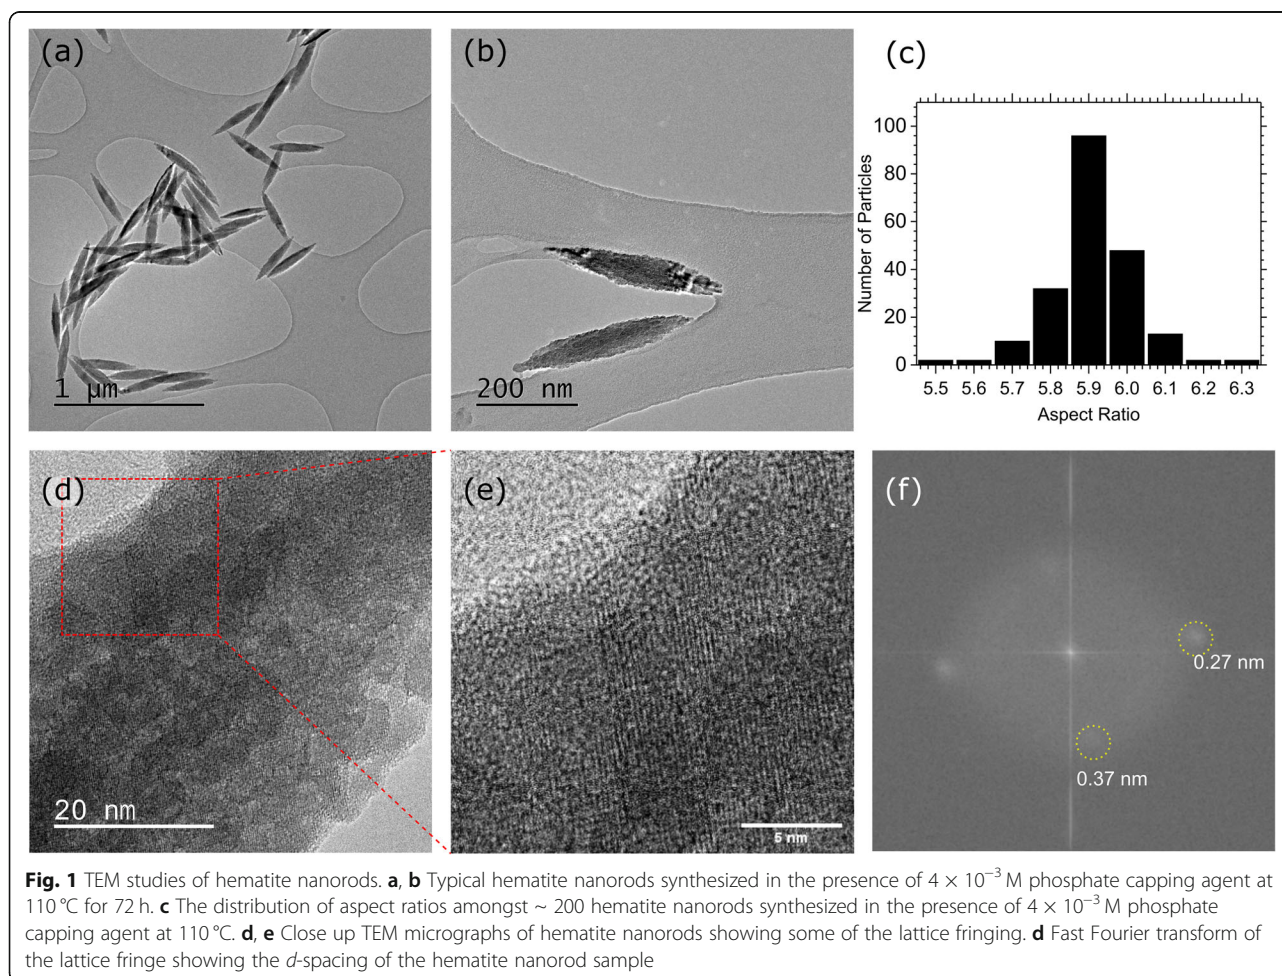 (a)
1 μm
(b)
200 nm
(c)
Number of Particles
100
80
60
40
20
0
5.5 5.6 5.7 5.8 5.9 6.0 6.1 6.2 6.3
Aspect Ratio
(d)
20 nm
(e)
5 nm
(f)
0.27 nm
0.37 nm
Fig. 1 TEM studies of hematite nanorods. a, b Typical hematite nanorods synthesized in the presence of 4 × 10⁻³ M phosphate capping agent at
110 °C for 72 h. c The distribution of aspect ratios amongst ~ 200 hematite nanorods synthesized in the presence of 4 × 10⁻³ M phosphate
capping agent at 110 °C. d, e Close up TEM micrographs of hematite nanorods showing some of the lattice fringing. d Fast Fourier transform of
the lattice fringe showing the d-spacing of the hematite nanorod sample